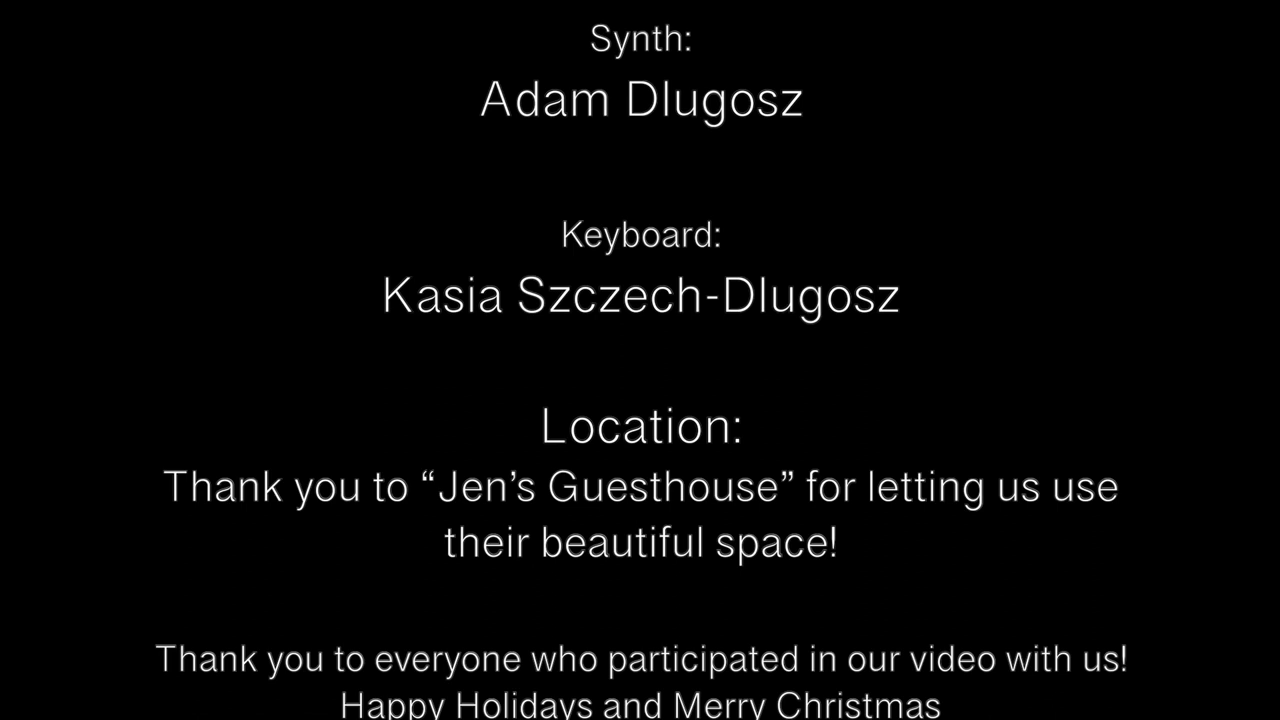 Synth:
Adam Dlugosz
Keyboard:
Kasia Szczech-Dlugosz
Location:
Thank you to “Jen’s Guesthouse” for letting us use
their beautiful space!
Thank you to everyone who participated in our video with us!
Happy Holidays and Merry Christmas